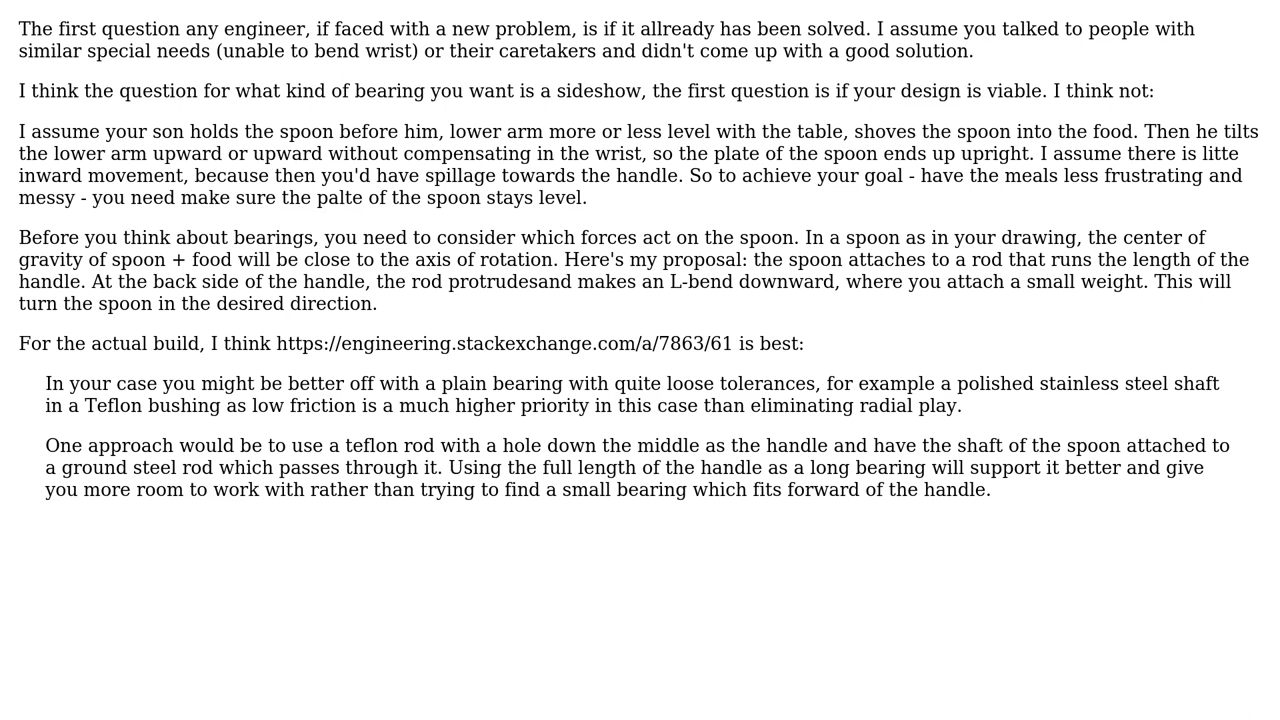 The first question any engineer, if faced with a new problem, is if it allready has been solved. I assume you talked to people with
similar special needs (unable to bend wrist) or their caretakers and didn't come up with a good solution.
I think the question for what kind of bearing you want is a sideshow, the first question is if your design is viable. I think not:
I assume your son holds the spoon before him, lower arm more or less level with the table, shoves the spoon into the food. Then he tilts
the lower arm upward or upward without compensating in the wrist, so the plate of the spoon ends up upright. I assume there is litte
inward movement, because then you'd have spillage towards the handle. So to achieve your goal - have the meals less frustrating and
messy - you need make sure the palte of the spoon stays level.
Before you think about bearings, you need to consider which forces act on the spoon. In a spoon as in your drawing, the center of
gravity of spoon + food will be close to the axis of rotation. Here's my proposal: the spoon attaches to a rod that runs the length of the
handle. At the back side of the handle, the rod protrudesand makes an L-bend downward, where you attach a small weight. This will
turn the spoon in the desired direction.
For the actual build, I think https://engineering.stackexchange.com/a/7863/61 is best:
In your case you might be better off with a plain bearing with quite loose tolerances, for example a polished stainless steel shaft
in a Teflon bushing as low friction is a much higher priority in this case than eliminating radial play.
One approach would be to use a teflon rod with a hole down the middle as the handle and have the shaft of the spoon attached to
a ground steel rod which passes through it. Using the full length of the handle as a long bearing will support it better and give
you more room to work with rather than trying to find a small bearing which fits forward of the handle.